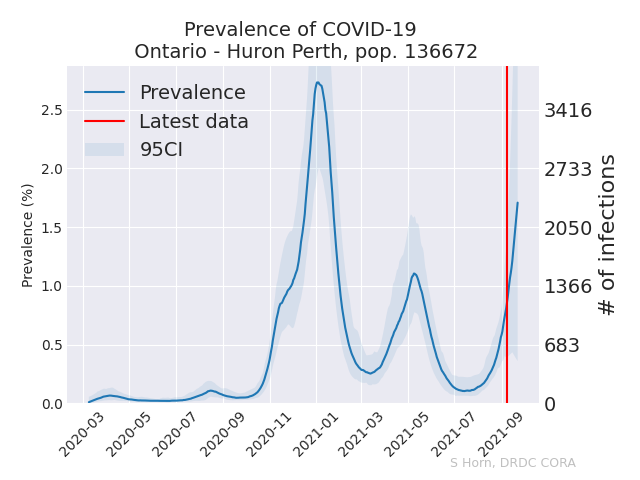 Prevalence of COVID-19
Ontario - Huron Perth, pop. 136672
Prevalence
Latest data
95CI
Prevalence (%)
2.5
2.0
1.5
1.0
0.5
0.0
3416
2733
2050
1366
683
0
# of infections
2020-03
2020-05
2020-07
2020-09
2020-11
2021-01
2021-03
2021-05
2021-07
2021-09
S Horn, DRDC CORA